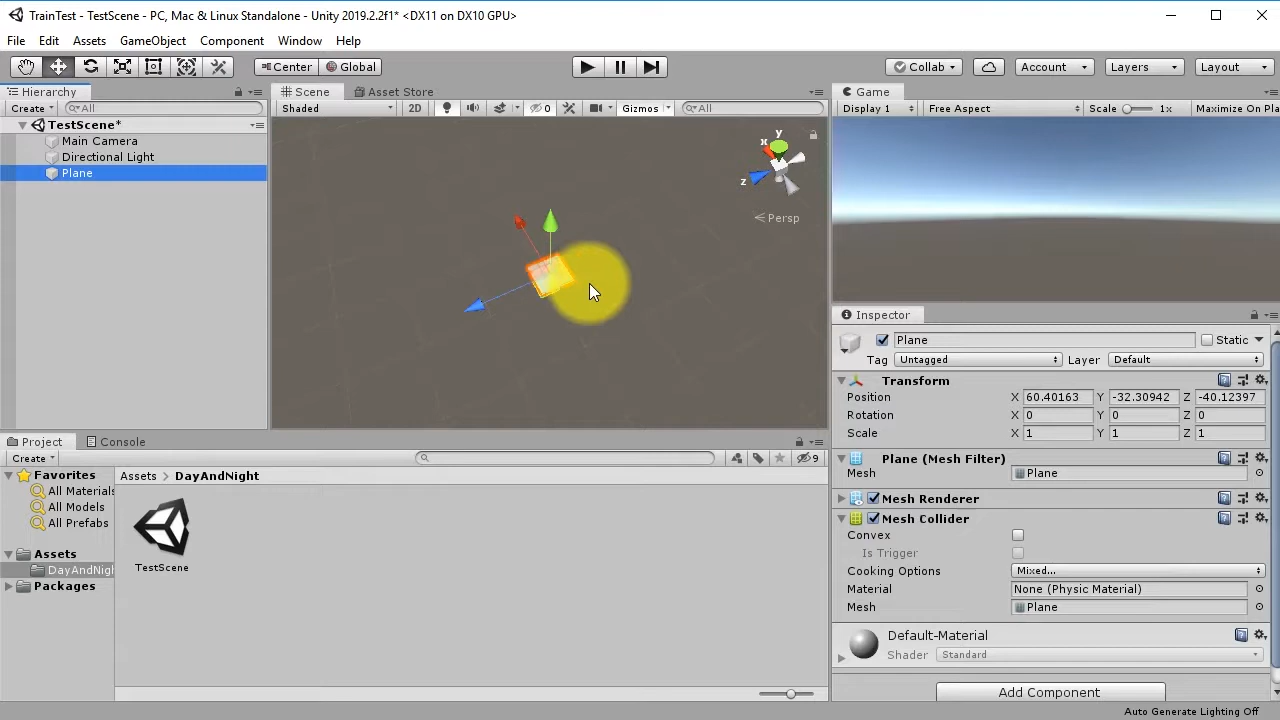 TrainTest - TestScene - PC, Mac & Linux Standalone - Unity 2019.2.2f1* <DX11 on DX10 GPU>
File Edit Assets GameObject Component Window Help
Center Global Collab Account Layers Layout
Hierarchy
Create All
TestScene*
Main Camera
Directional Light
Plane
Scene Asset Store
Shaded 2D 0 Gizmos All
y
x
z
Persp
Game
Display 1 Free Aspect Scale 1x Maximize On Pla
Inspector
Plane Static
Tag Untagged Layer Default
Transform
Position X 60.40163 Y -32.30942 Z -40.12397
Rotation X 0 Y 0 Z 0
Scale X 1 Y 1 Z 1
Plane (Mesh Filter)
Mesh Plane
Mesh Renderer
Mesh Collider
Convex
Is Trigger
Cooking Options Mixed...
Material None (Physic Material)
Mesh Plane
Default-Material
Shader Standard
Add Component
Project Console
Create 9
Favorites
All Materials
All Models
All Prefabs
Assets
DayAndNigh
Packages
Assets > DayAndNight
TestScene
Auto Generate Lighting Off